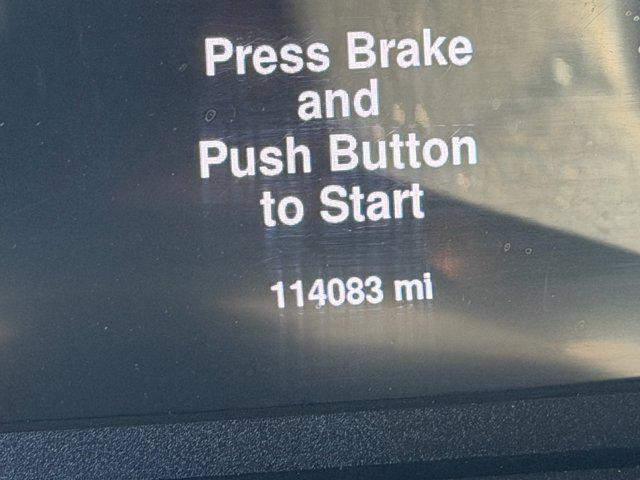 Press Brake
and
Push Button
to Start
114083 mi